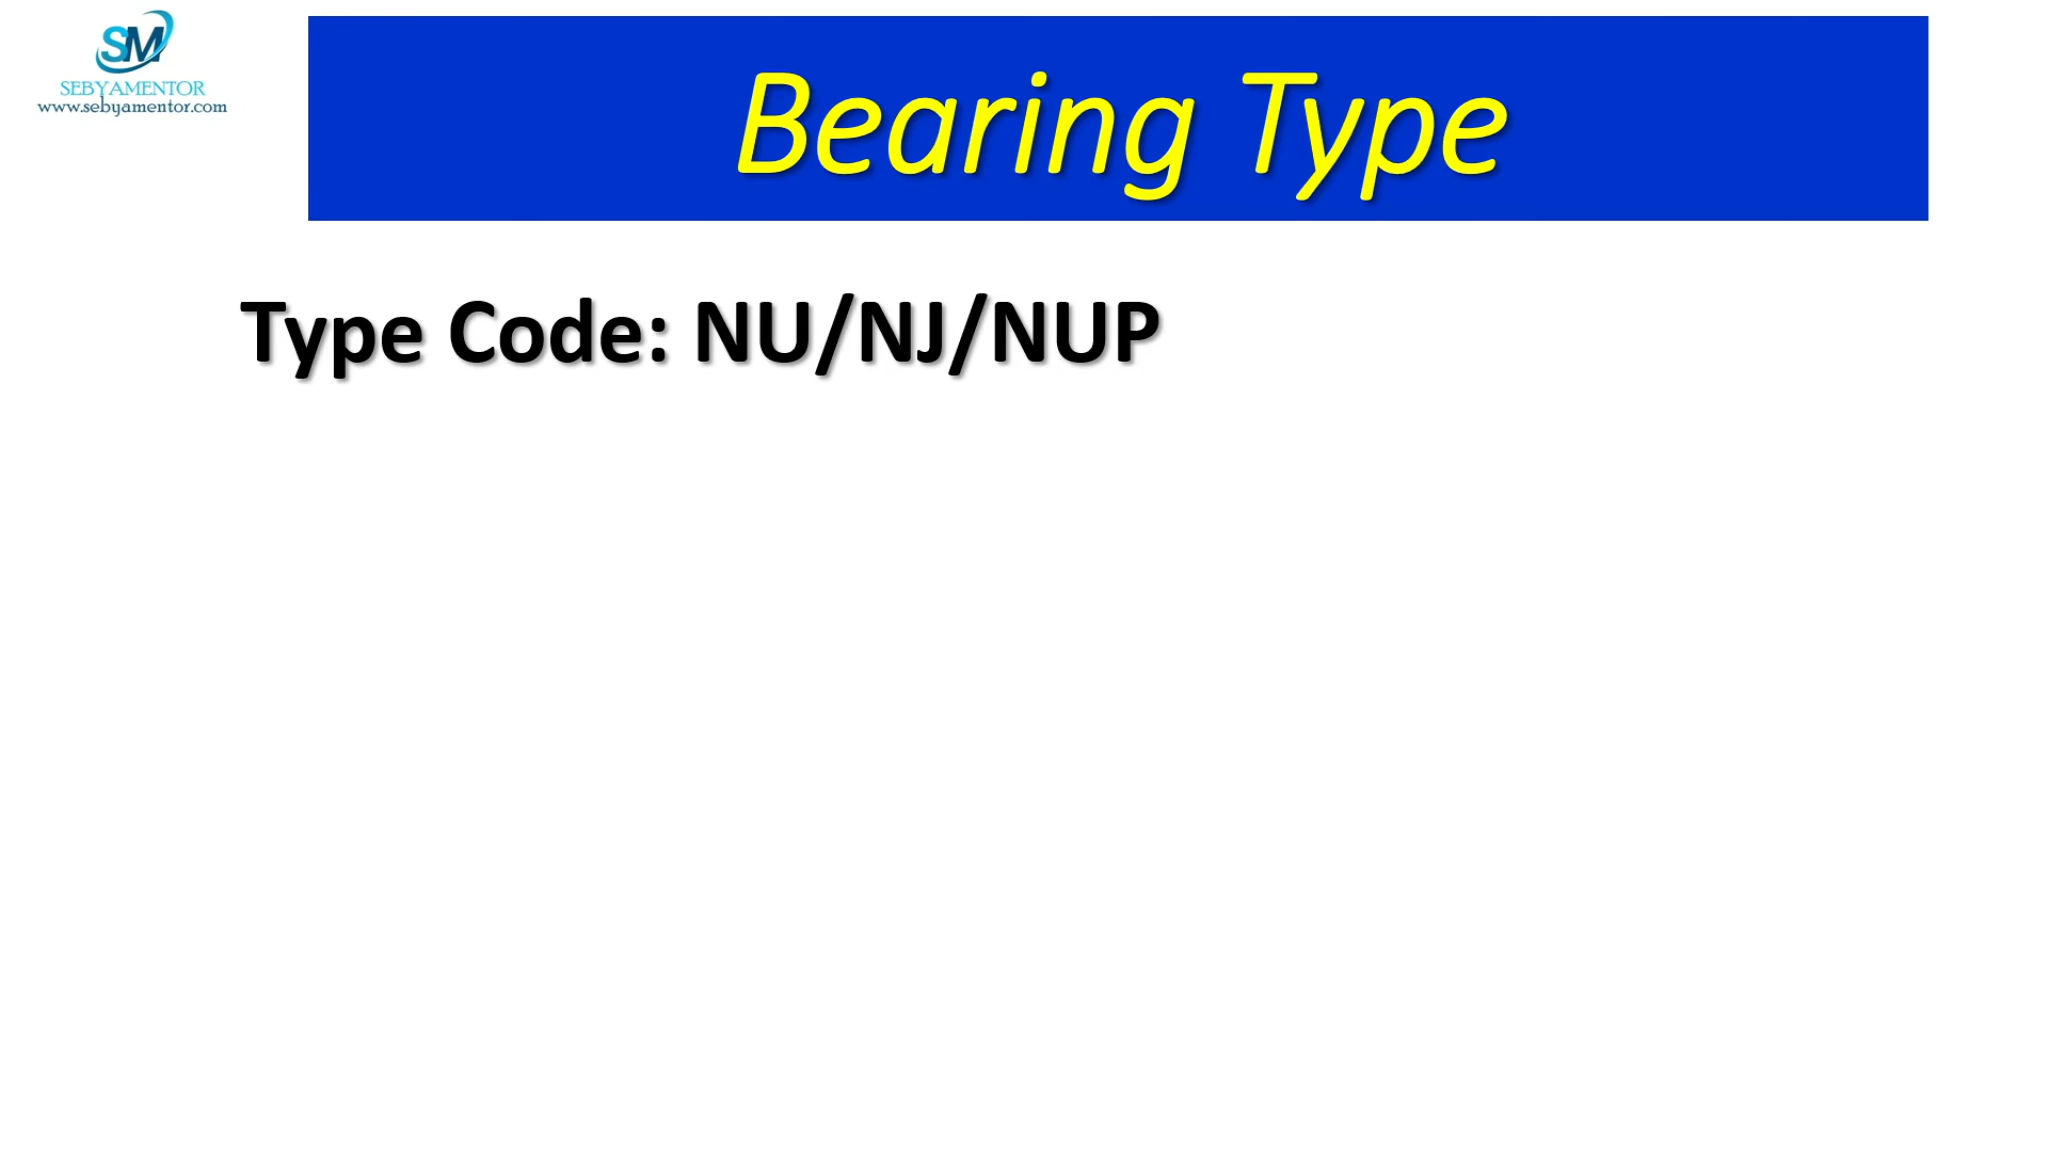 SM
SEBYAMENTOR
www.sebyamentor.com
Bearing Type
Type Code: NU/NJ/NUP